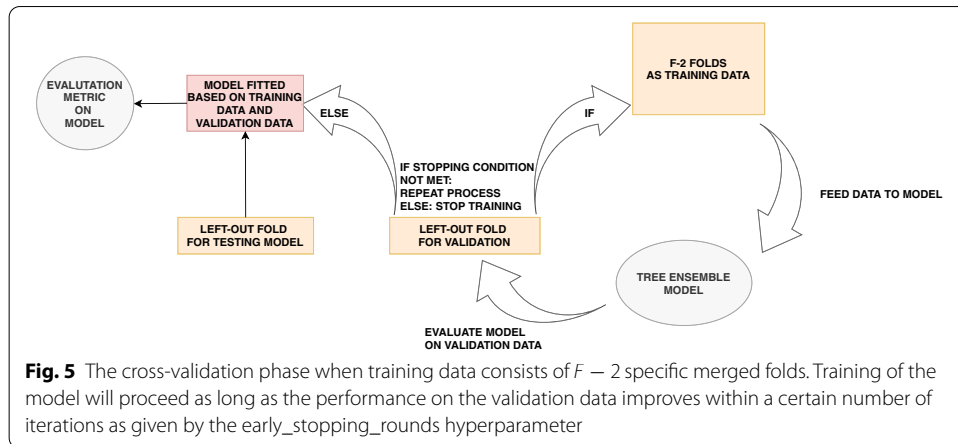 F-2 FOLDS
AS TRAINING DATA
EVALUTATION
METRIC
ON
MODEL
MODEL FITTED
BASED ON TRAINING
DATA AND
VALIDATION DATA
ELSE
IF
IF STOPPING CONDITION
NOT MET:
REPEAT PROCESS
ELSE: STOP TRAINING
FEED DATA TO MODEL
LEFT-OUT FOLD
FOR TESTING MODEL
LEFT-OUT FOLD
FOR VALIDATION
TREE ENSEMBLE
MODEL
EVALUATE MODEL
ON VALIDATION DATA
Fig. 5 The cross-validation phase when training data consists of F − 2 specific merged folds. Training of the
model will proceed as long as the performance on the validation data improves within a certain number of
iterations as given by the early_stopping_rounds hyperparameter